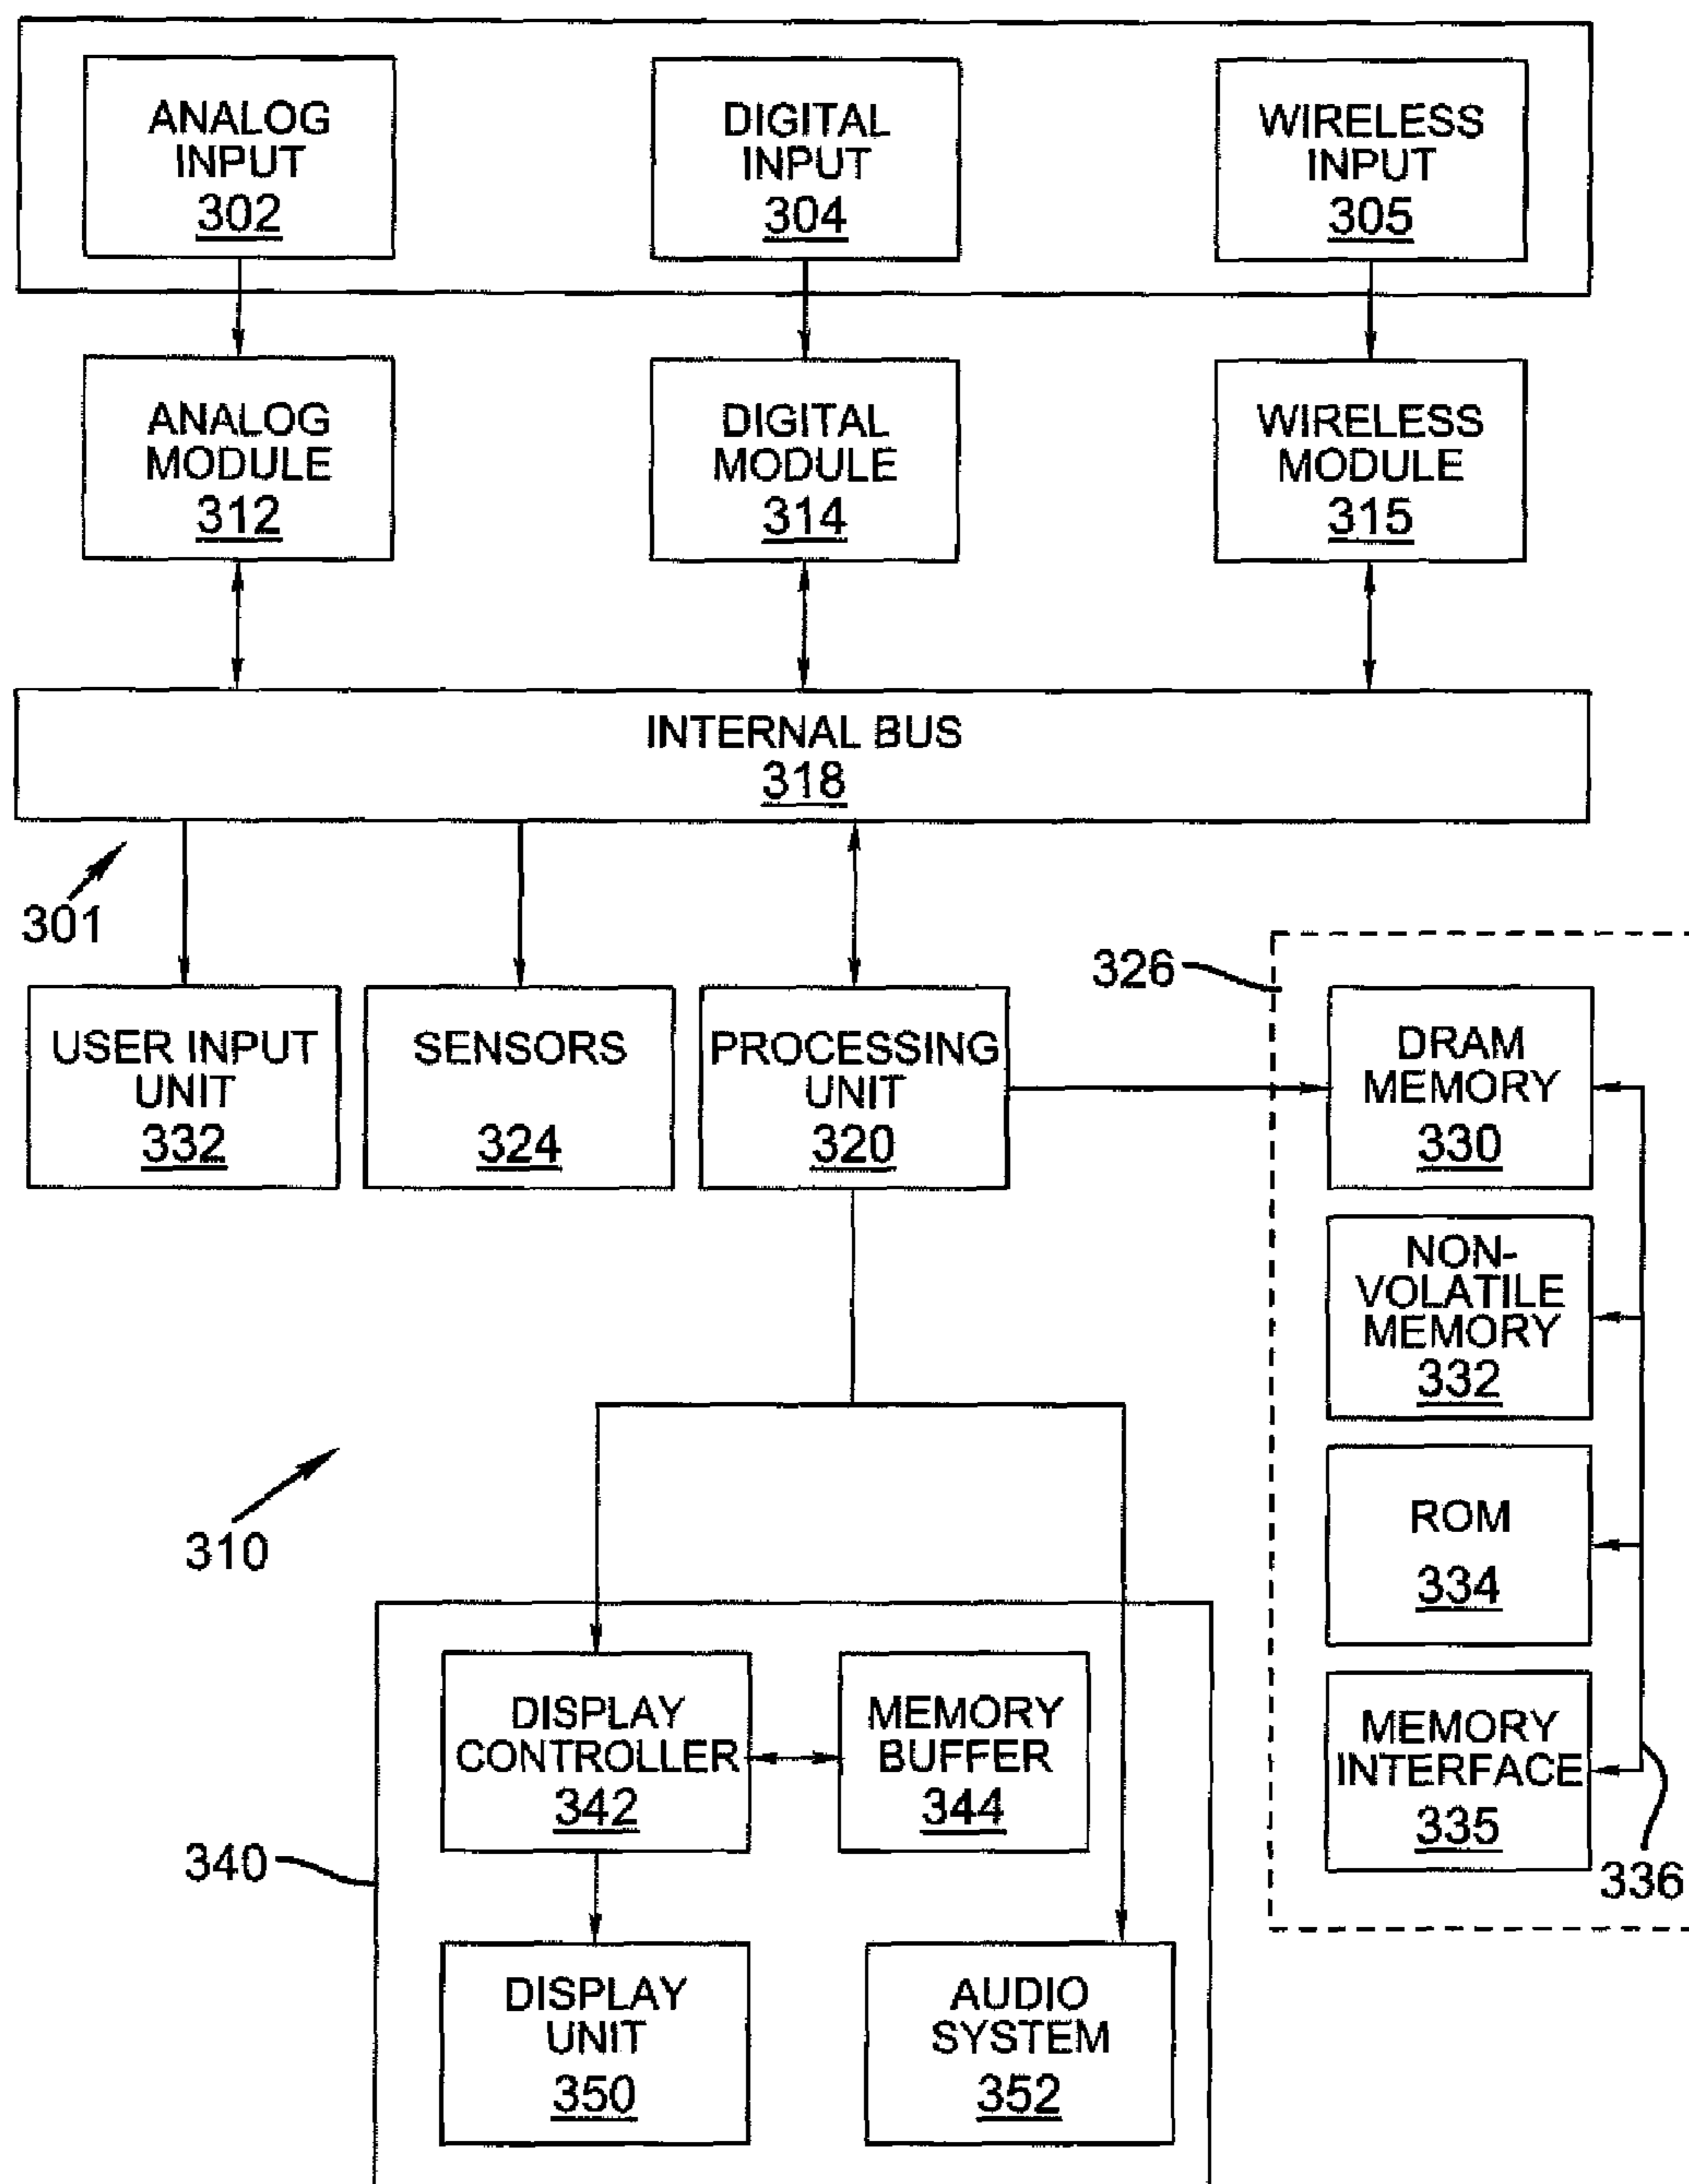 ANALOG
INPUT
302
DIGITAL
INPUT
304
WIRELESS
INPUT
305
ANALOG
MODULE
312
DIGITAL
MODULE
314
WIRELESS
MODULE
315
INTERNAL BUS
318
301
USER INPUT
UNIT
332
SENSORS
324
PROCESSING
UNIT
320
326
DRAM
MEMORY
330
NON-
VOLATILE
MEMORY
332
ROM
334
MEMORY
INTERFACE
335
336
310
340
DISPLAY
CONTROLLER
342
MEMORY
BUFFER
344
DISPLAY
UNIT
350
AUDIO
SYSTEM
352